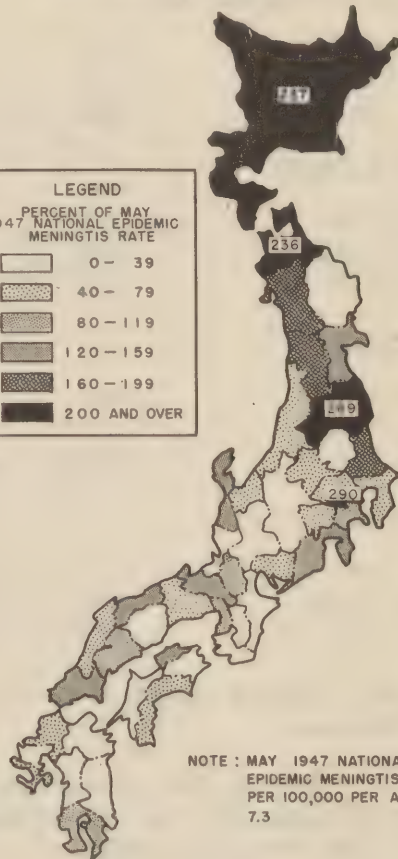 236
290
LEGEND
PERCENT OF MAY
947 NATIONAL EPIDEMIC
MENINGTIS RATE
0 - 39
40 - 79
80 - 119
120 - 159
160 - 199
200 AND OVER
NOTE : MAY 1947 NATIONA
EPIDEMIC MENINGTIS
PER 100,000 PER A
7.3